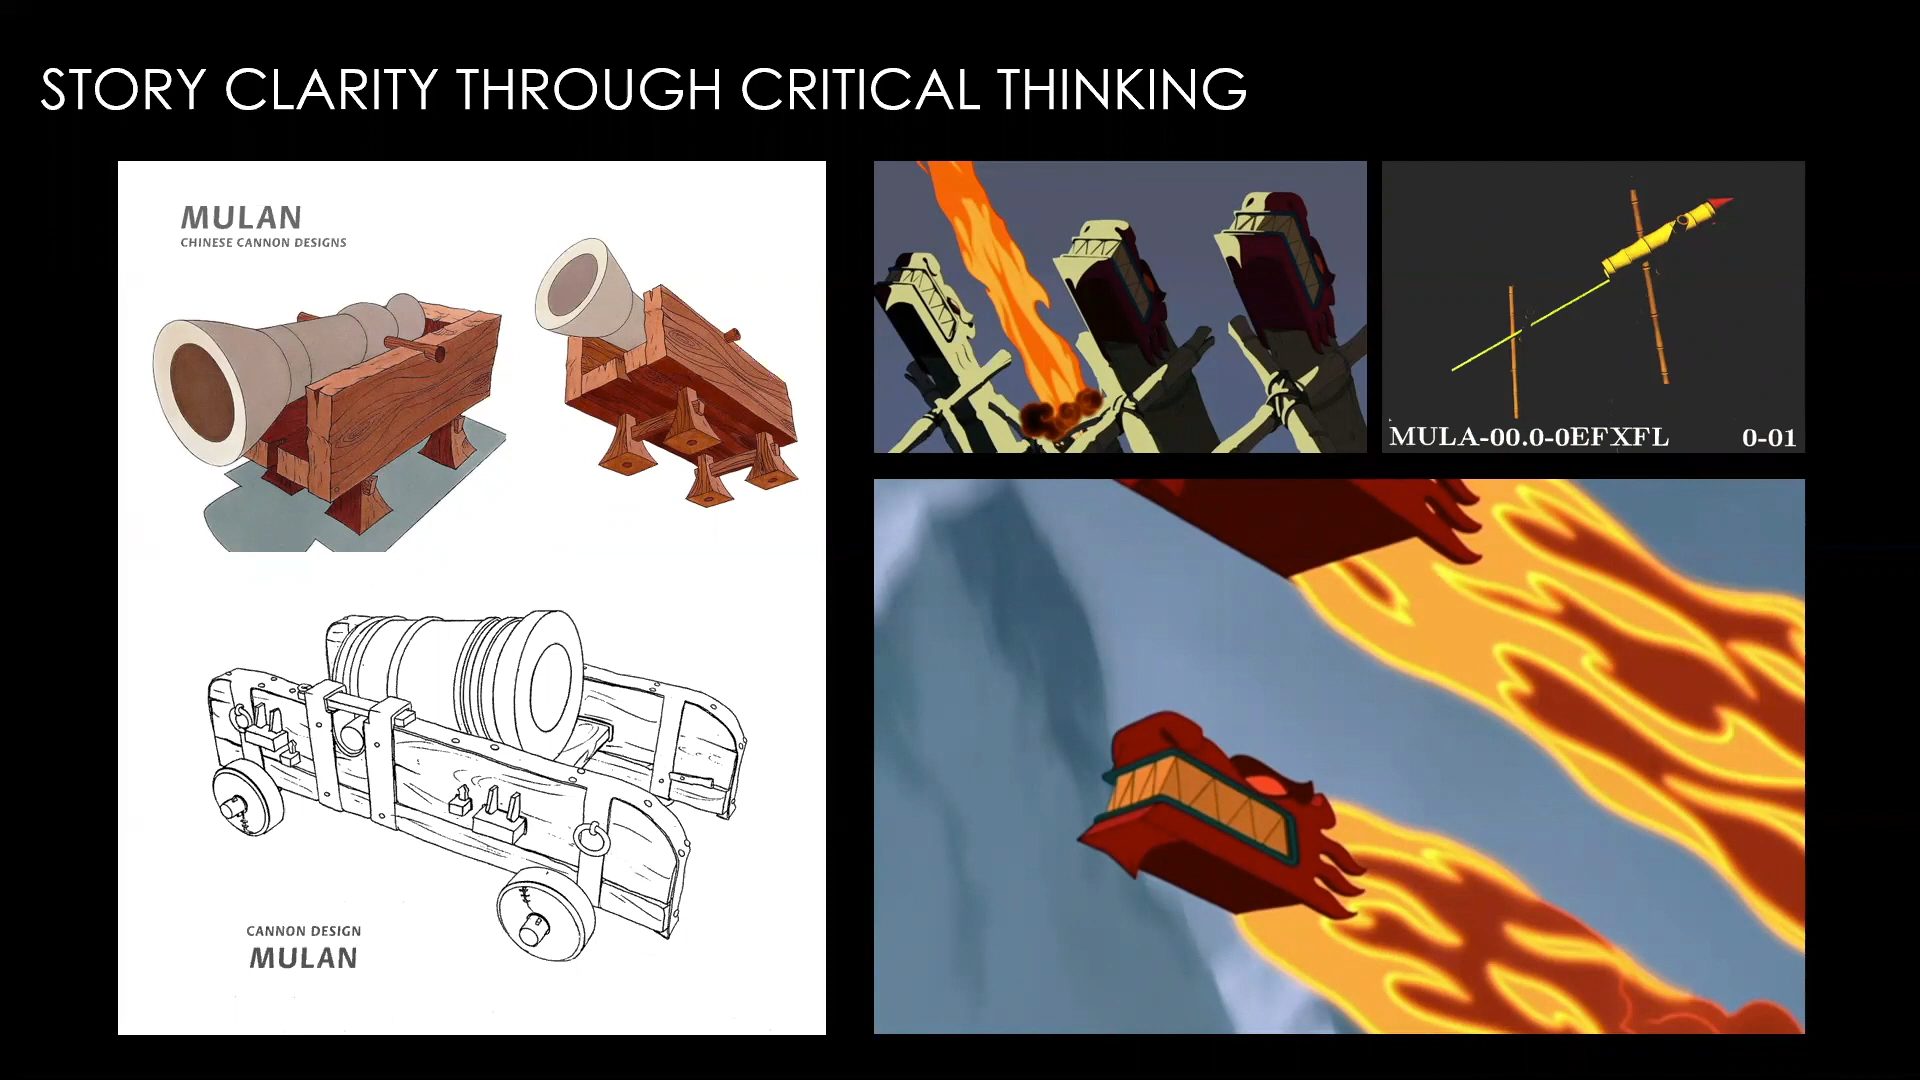 STORY CLARITY THROUGH CRITICAL THINKING
MULAN
CHINESE CANNON DESIGNS
CANNON DESIGN
MULAN
MULA-00.0-0EFXFL 0-01